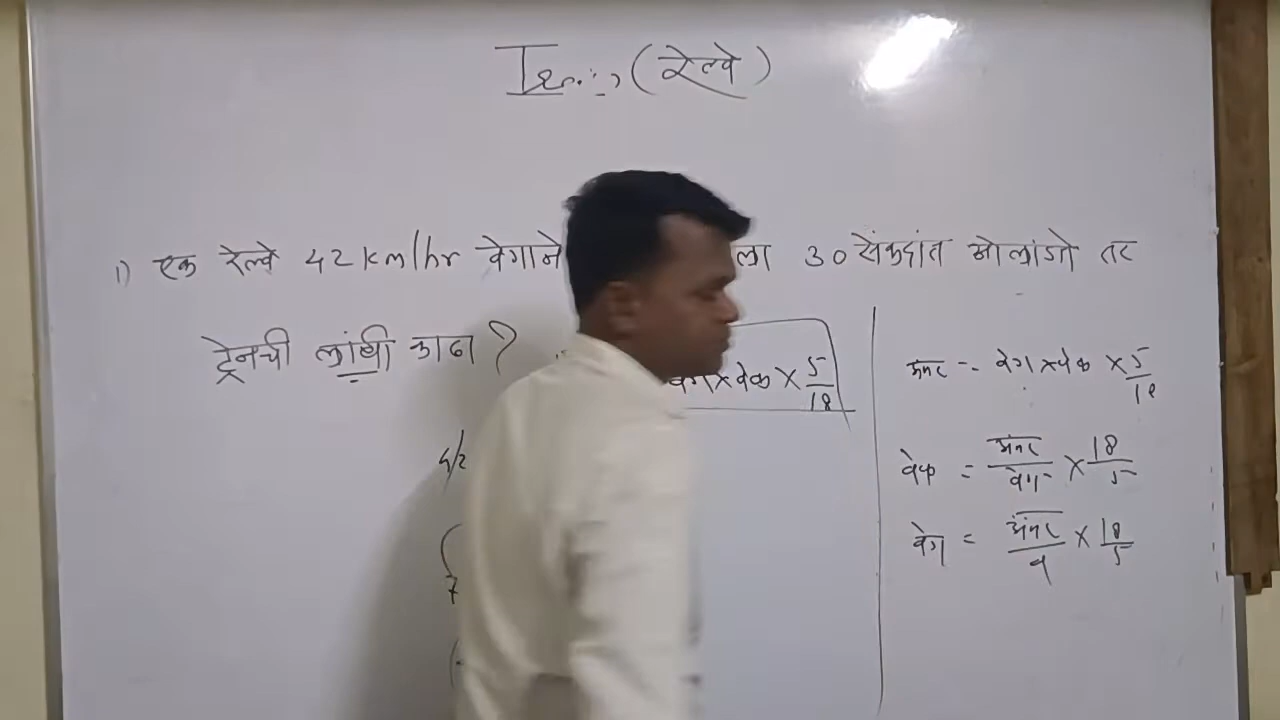 (रेल्वे)
1) एक रेल्वे 42 km/hr वेगाने ला 30 सेकंदात ओलांडते तर
ट्रेनची लांबी काढा ?
वेग × वेळ × 5/18
अंतर = वेग × वेळ × 5/18
वेळ = अंतर/वेग × 18/5
वेग = अंतर/व × 18/5